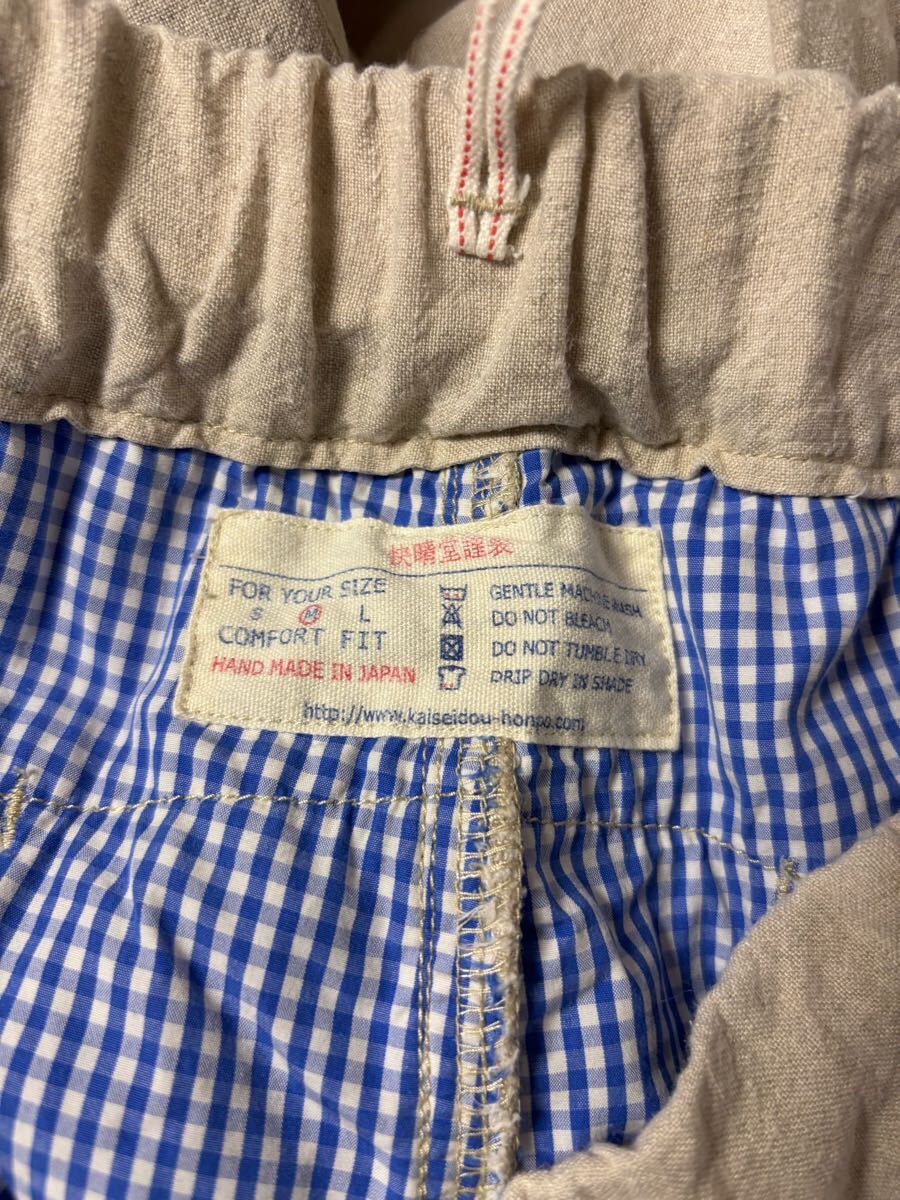 快晴堂謹製
FOR YOUR SIZE
S M L
COMFORT FIT
HAND MADE IN JAPAN
GENTLE MACHINE WASH
DO NOT BLEACH
DO NOT TUMBLE DRY
DRIP DRY IN SHADE
http://www.kaiseidou-honpo.com